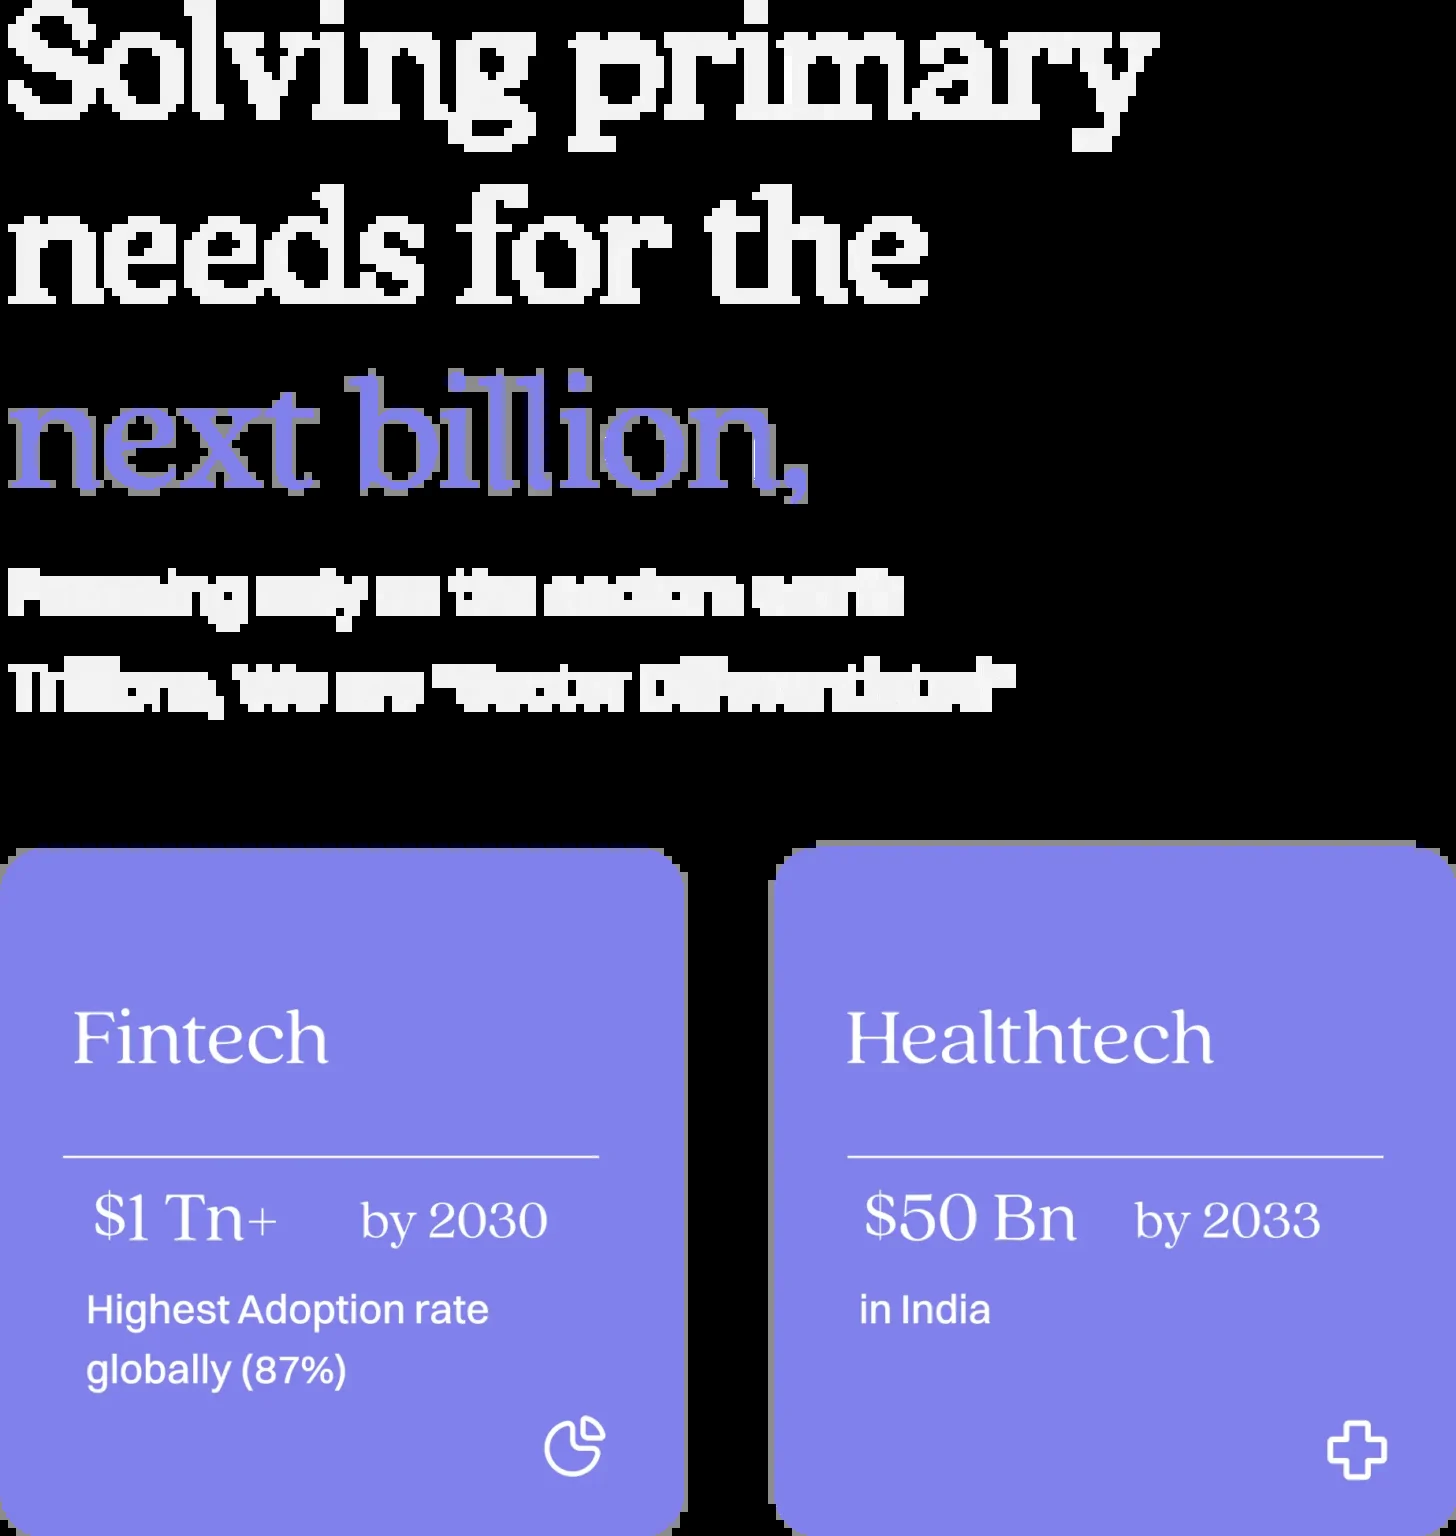 Solving primary
needs for the
next billion,
Focusing only on the sectors worth
Trillions, We are "Sector Differentiated"
Fintech
Healthtech
$1 Tn+ by 2030
$50 Bn by 2033
Highest Adoption rate
globally (87%)
in India